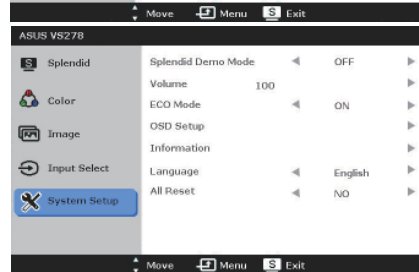 Move Menu S Exit
ASUS VS278
S Splendid
Color
Image
Input Select
System Setup
Splendid Demo Mode OFF
Volume 100
ECO Mode ON
OSD Setup
Information
Language English
All Reset NO
Move Menu S Exit